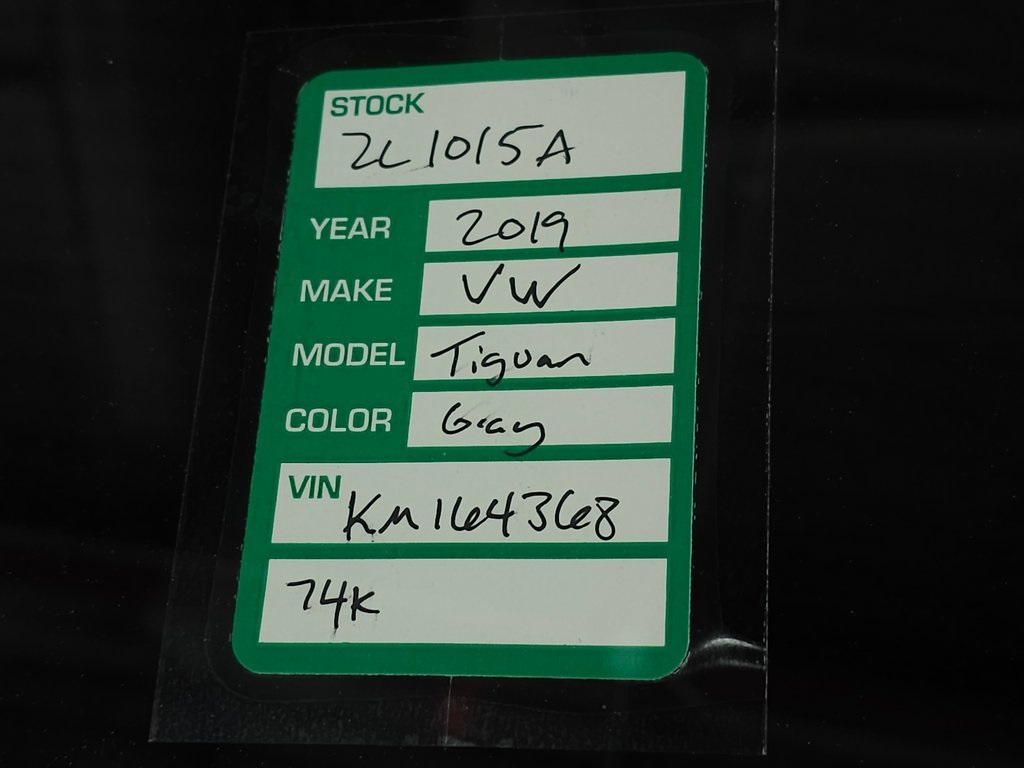 STOCK
2L1015A
YEAR 2019
MAKE VW
MODEL Tiguan
COLOR Gray
VIN KM164368
74K